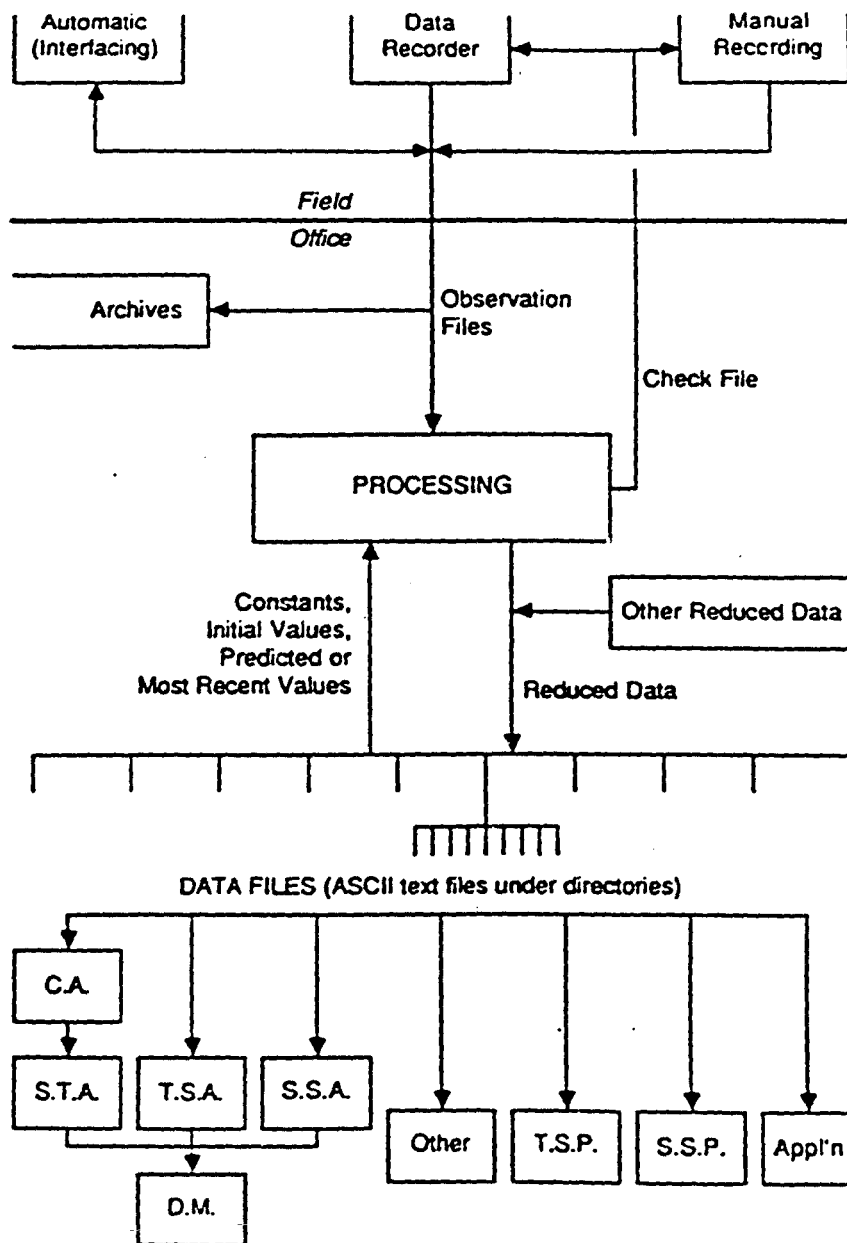 Automatic
(Interfacing)
Data
Recorder
Manual
Recording
Field
Office
Archives
Observation
Files
Check File
PROCESSING
Constants,
Initial Values,
Predicted or
Most Recent Values
Other Reduced Data
Reduced Data
DATA FILES (ASCII text files under directories)
C.A.
S.T.A.
T.S.A.
S.S.A.
Other
T.S.P.
S.S.P.
Appl'n
D.M.